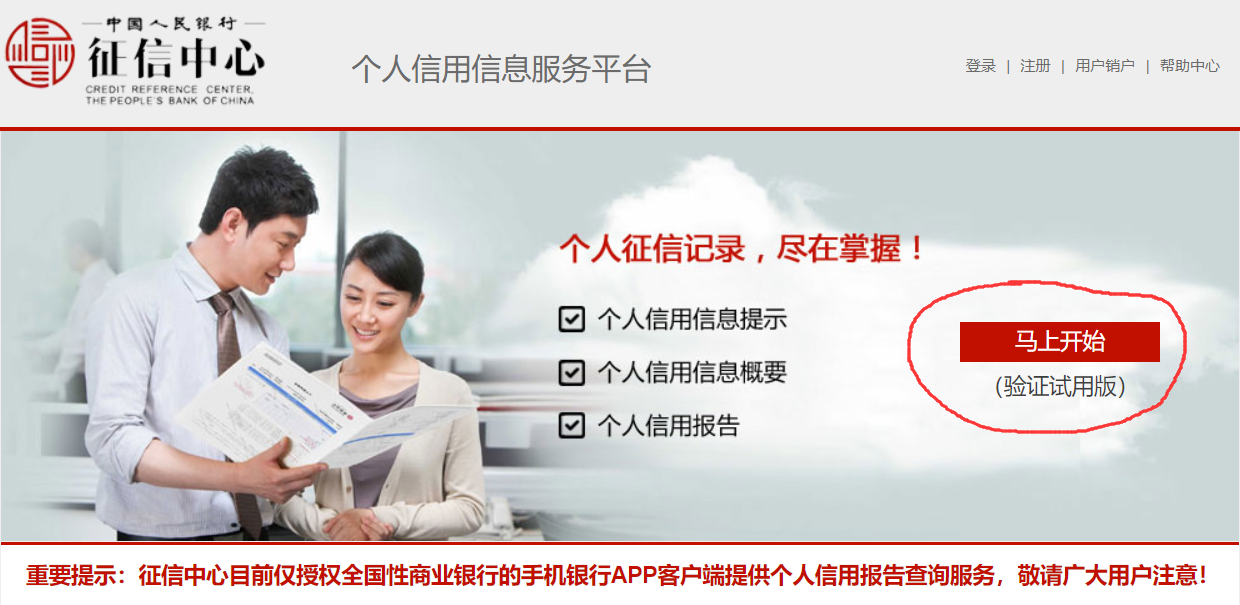 中国人民银行
征信中心
CREDIT REFERENCE CENTER,
THE PEOPLE'S BANK OF CHINA
个人信用信息服务平台
登录 | 注册 | 用户销户 | 帮助中心
个人征信记录，尽在掌握！
个人信用信息提示
个人信用信息概要
个人信用报告
马上开始
（验证试用版）
重要提示：征信中心目前仅授权全国性商业银行的手机银行APP客户端提供个人信用报告查询服务，敬请广大用户注意！